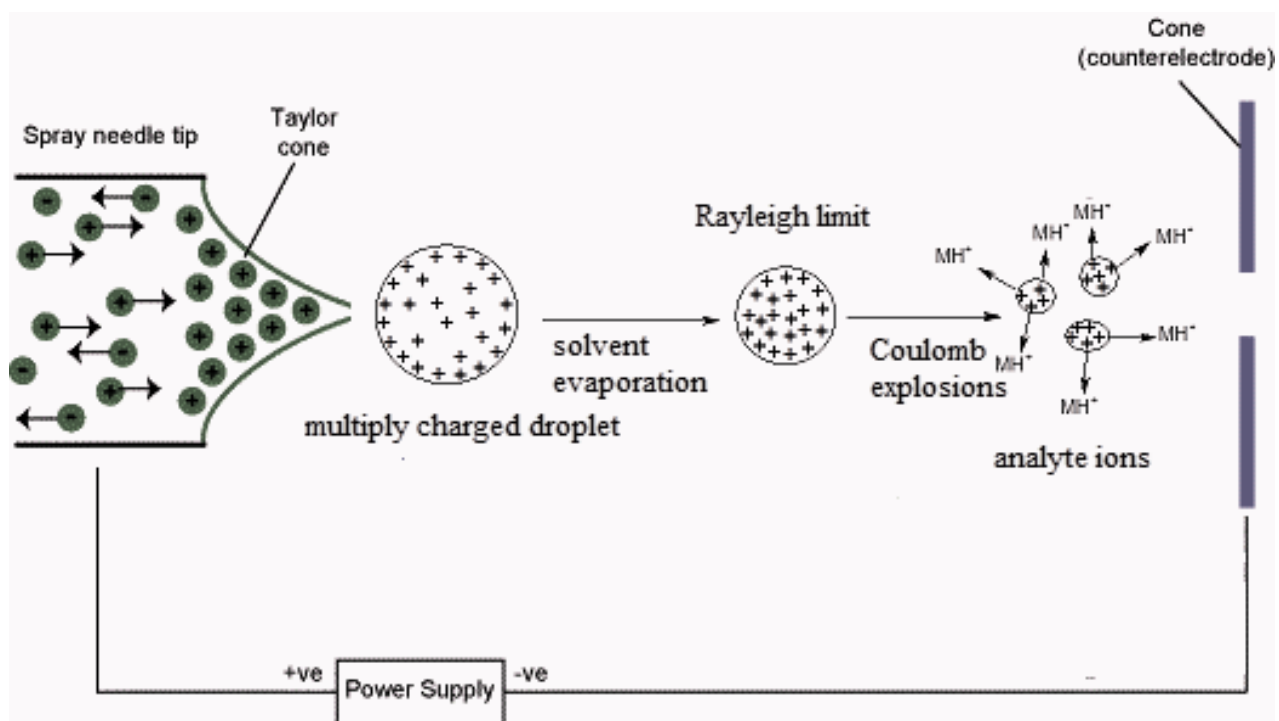 Cone
(counterelectrode)
Spray needle tip
Taylor
cone
Rayleigh limit
MH⁺
MH⁺
MH⁺
MH⁺
MH⁺
MH⁺
MH⁺
solvent
evaporation
Coulomb
explosions
multiply charged droplet
analyte ions
+ve
Power Supply
-ve